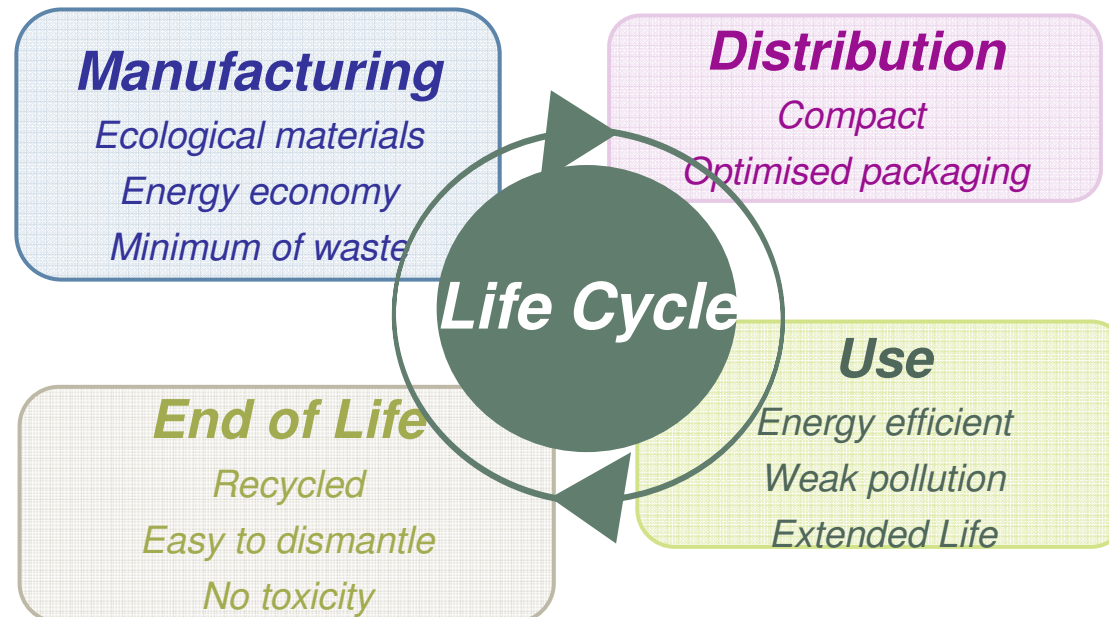 Manufacturing
Ecological materials
Energy economy
Minimum of waste
Distribution
Compact
Optimised packaging
Life Cycle
Use
Energy efficient
Weak pollution
Extended Life
End of Life
Recycled
Easy to dismantle
No toxicity